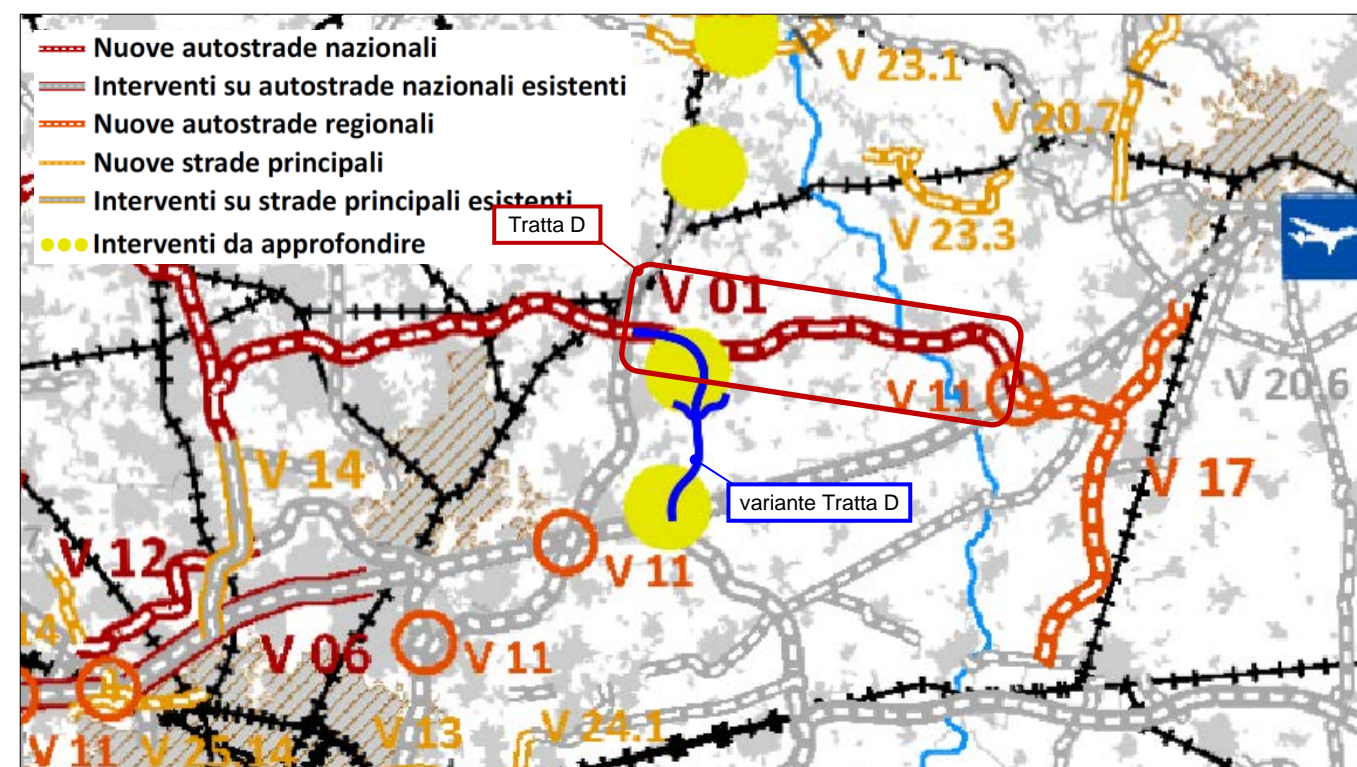 Nuove autostrade nazionali
Interventi su autostrade nazionali esistenti
Nuove autostrade regionali
Nuove strade principali
Interventi su strade principali esistenti
Interventi da approfondire
V 23.1
V 20.7
Tratta D
V 23.3
V 01
V 11
V 20.6
V 14
V 17
variante Tratta D
V 12
V 11
V 06
V 11
V 11
V 13
V 24.1